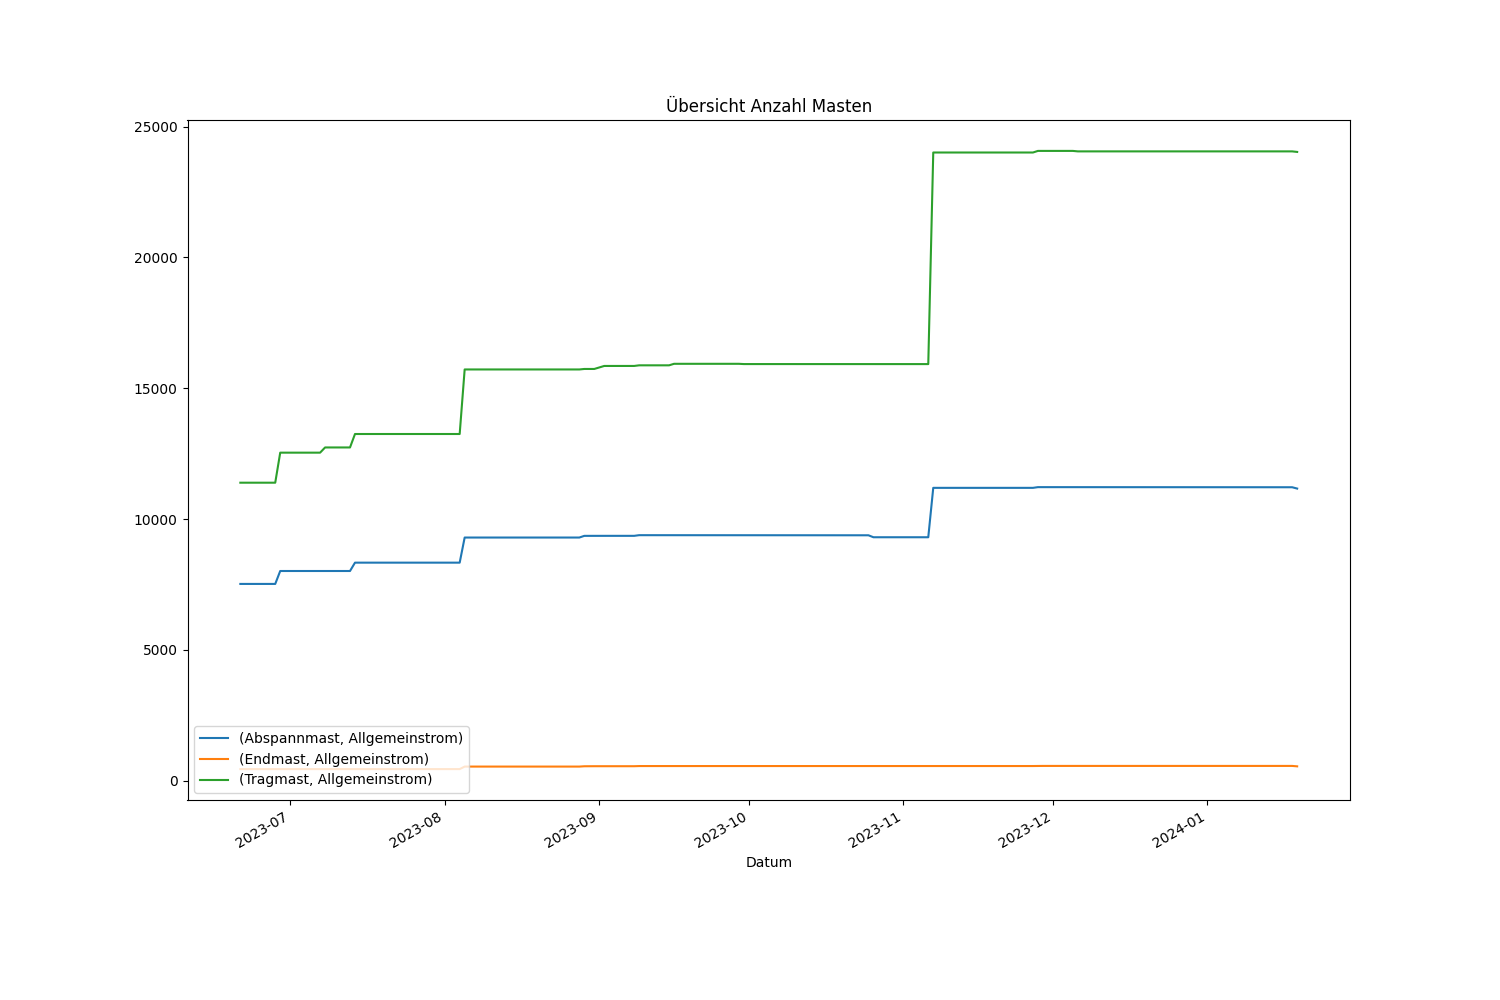 Übersicht Anzahl Masten
25000
20000
15000
10000
5000
0
(Abspannmast, Allgemeinstrom)
(Endmast, Allgemeinstrom)
(Tragmast, Allgemeinstrom)
2023-07
2023-08
2023-09
2023-10
2023-11
2023-12
2024-01
Datum